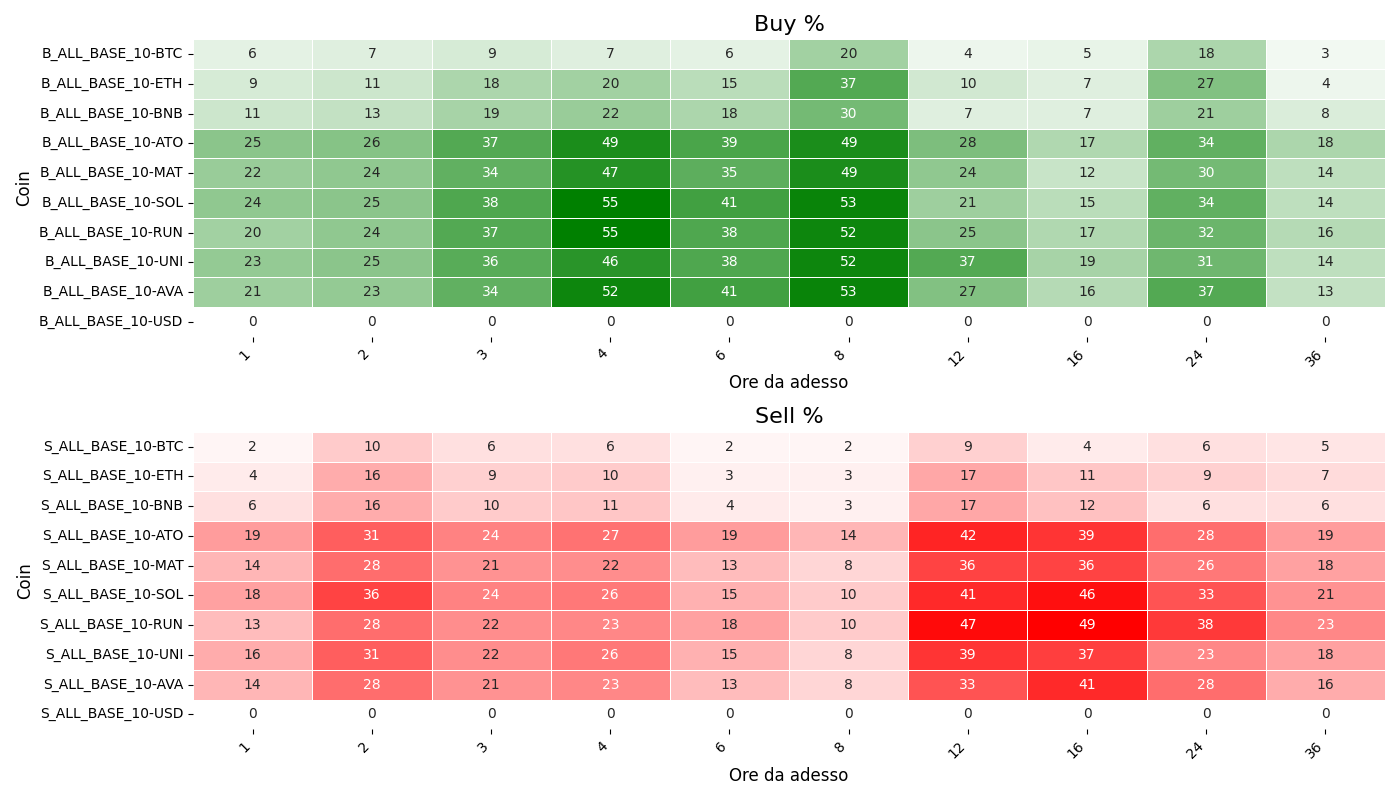 Buy %
Coin
B_ALL_BASE_10-BTC 6 7 9 7 6 20 4 5 18 3
B_ALL_BASE_10-ETH 9 11 18 20 15 37 10 7 27 4
B_ALL_BASE_10-BNB 11 13 19 22 18 30 7 7 21 8
B_ALL_BASE_10-ATO 25 26 37 49 39 49 28 17 34 18
B_ALL_BASE_10-MAT 22 24 34 47 35 49 24 12 30 14
B_ALL_BASE_10-SOL 24 25 38 55 41 53 21 15 34 14
B_ALL_BASE_10-RUN 20 24 37 55 38 52 25 17 32 16
B_ALL_BASE_10-UNI 23 25 36 46 38 52 37 19 31 14
B_ALL_BASE_10-AVA 21 23 34 52 41 53 27 16 37 13
B_ALL_BASE_10-USD 0 0 0 0 0 0 0 0 0 0
1 2 3 4 6 8 12 16 24 36
Ore da adesso
Sell %
Coin
S_ALL_BASE_10-BTC 2 10 6 6 2 2 9 4 6 5
S_ALL_BASE_10-ETH 4 16 9 10 3 3 17 11 9 7
S_ALL_BASE_10-BNB 6 16 10 11 4 3 17 12 6 6
S_ALL_BASE_10-ATO 19 31 24 27 19 14 42 39 28 19
S_ALL_BASE_10-MAT 14 28 21 22 13 8 36 36 26 18
S_ALL_BASE_10-SOL 18 36 24 26 15 10 41 46 33 21
S_ALL_BASE_10-RUN 13 28 22 23 18 10 47 49 38 23
S_ALL_BASE_10-UNI 16 31 22 26 15 8 39 37 23 18
S_ALL_BASE_10-AVA 14 28 21 23 13 8 33 41 28 16
S_ALL_BASE_10-USD 0 0 0 0 0 0 0 0 0 0
1 2 3 4 6 8 12 16 24 36
Ore da adesso